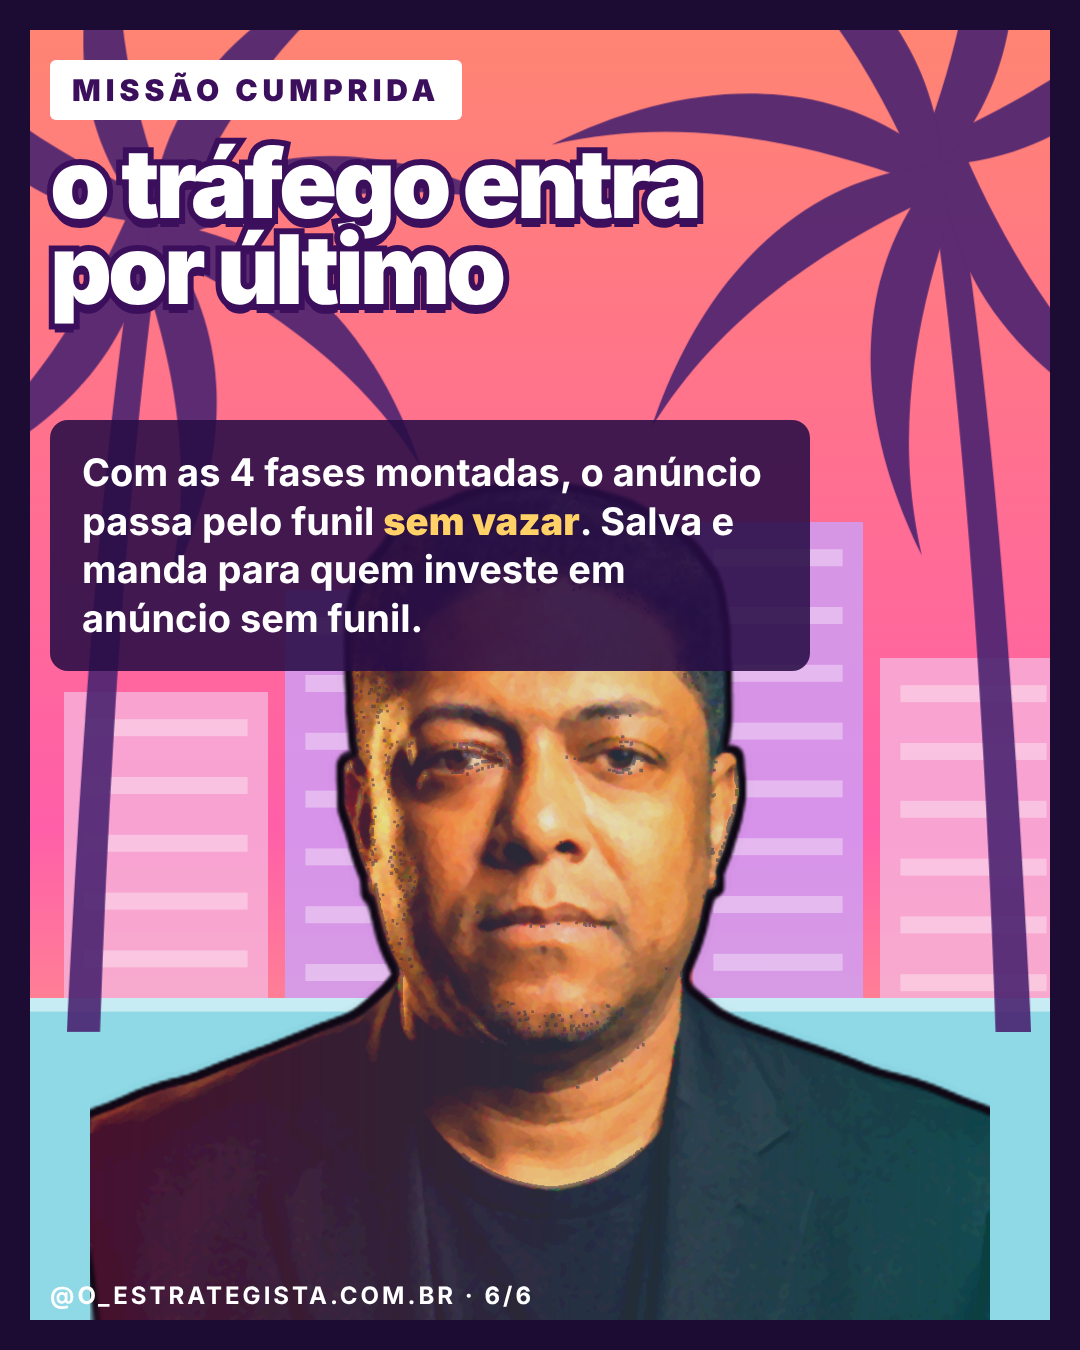 MISSÃO CUMPRIDA
o tráfego entra
por último
Com as 4 fases montadas, o anúncio
passa pelo funil sem vazar. Salva e
manda para quem investe em
anúncio sem funil.
@O_ESTRATEGISTA.COM.BR · 6/6